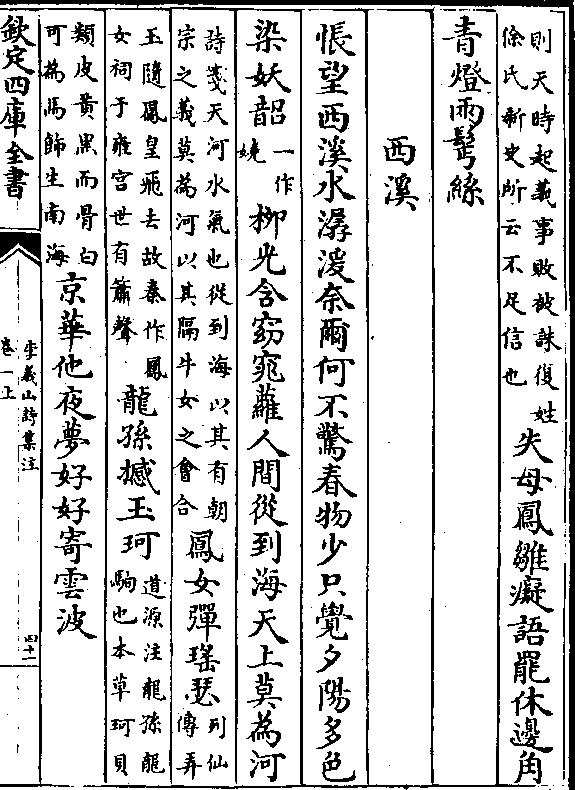 則天時起義事敗被誅復姓徐氏新史所云不足信也失母鳳雛癡語罷休邊角
青燈雨鬢絲
西溪
悵望西溪水潺湲奈爾何不驚春物少只覺夕陽多色
染妖韶一作嬈柳光含窈窕蘿人間從到海天上莫為河
詩箋天河水氣也從到海以其有朝宗之義莫為河以其隔牛女之會合鳳女彈瑤瑟列仙傳弄
玉隨鳳皇飛去故秦作鳳女祠于雍宮世有蕭聲龍孫撼玉珂道源注龍孫龍駒也本草珂貝
類皮黄黒而骨白可為馬飾生南海京華他夜夢好好寄雲波
欽定四庫全書
李義山詩集注
卷一上
四十一